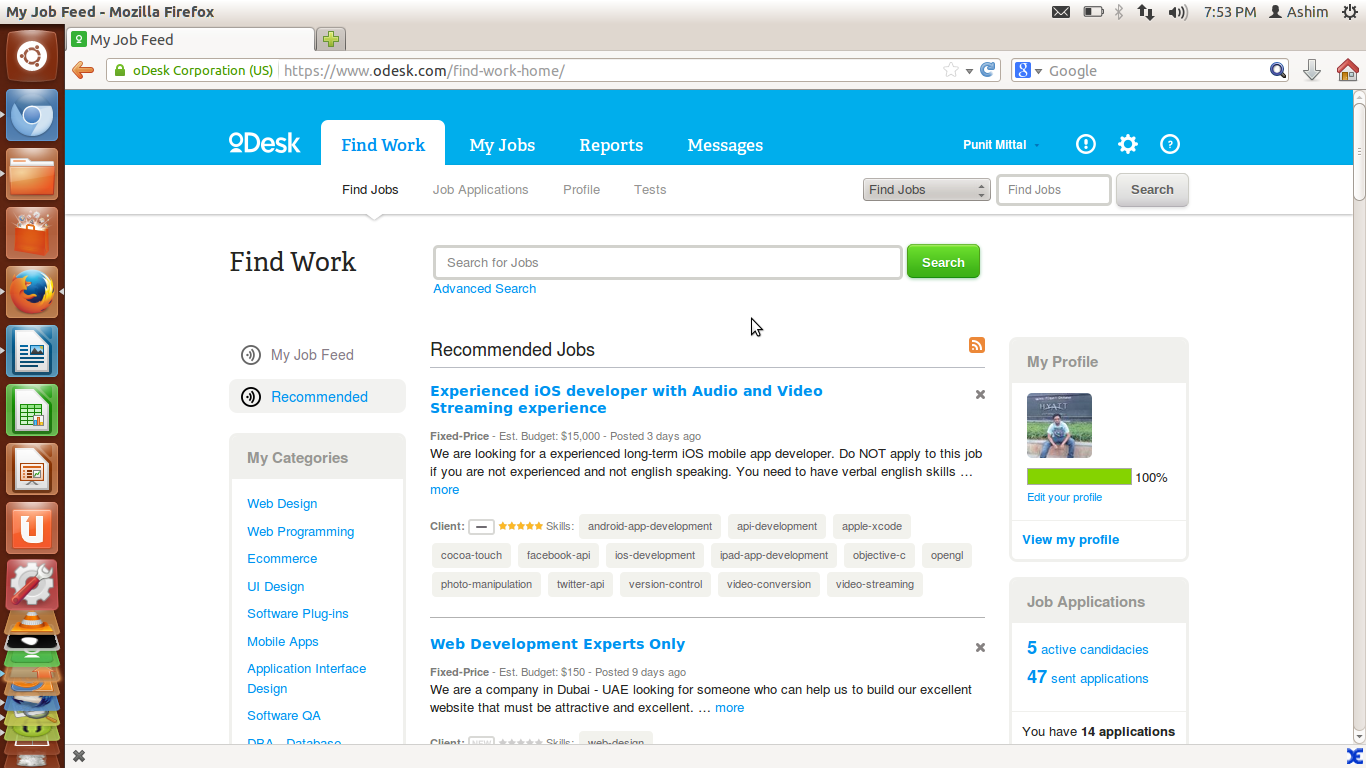 My Job Feed - Mozilla Firefox
7:53 PM Ashim
My Job Feed
oDesk Corporation (US) https://www.odesk.com/find-work-home/
Google
oDesk Find Work My Jobs Reports Messages Punit Mittal
Find Jobs Job Applications Profile Tests Find Jobs Find Jobs Search
Find Work Search for Jobs Search
Advanced Search
My Job Feed
Recommended
My Categories
Web Design
Web Programming
Ecommerce
UI Design
Software Plug-ins
Mobile Apps
Application Interface
Design
Software QA
DBA - Database
Recommended Jobs
Experienced iOS developer with Audio and Video
Streaming experience
Fixed-Price - Est. Budget: $15,000 - Posted 3 days ago
We are looking for a experienced long-term iOS mobile app developer. Do NOT apply to this job
if you are not experienced and not english speaking. You need to have verbal english skills ...
more
Client: Skills: android-app-development api-development apple-xcode
cocoa-touch facebook-api ios-development ipad-app-development objective-c opengl
photo-manipulation twitter-api version-control video-conversion video-streaming
Web Development Experts Only
Fixed-Price - Est. Budget: $150 - Posted 9 days ago
We are a company in Dubai - UAE looking for someone who can help us to build our excellent
website that must be attractive and excellent. ... more
Client: NEW Skills: web-design
My Profile
HYATT
100%
Edit your profile
View my profile
Job Applications
5 active candidacies
47 sent applications
You have 14 applications